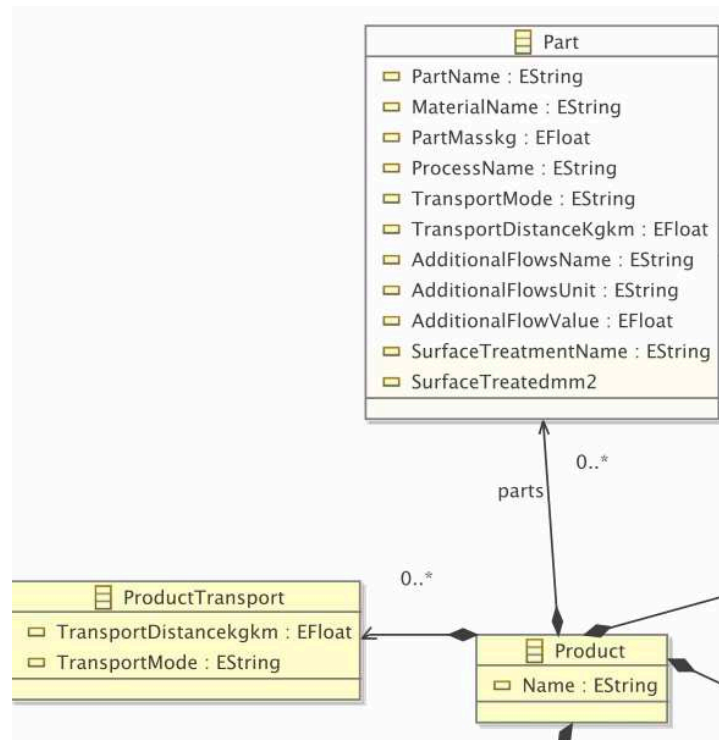 Part
PartName : EString
MaterialName : EString
PartMasskg : EFloat
ProcessName : EString
TransportMode : EString
TransportDistanceKgkm : EFloat
AdditionalFlowsName : EString
AdditionalFlowsUnit : EString
AdditionalFlowValue : EFloat
SurfaceTreatmentName : EString
SurfaceTreatedmm2
0..*
parts
0..*
ProductTransport
TransportDistancekgkm : EFloat
TransportMode : EString
Product
Name : EString